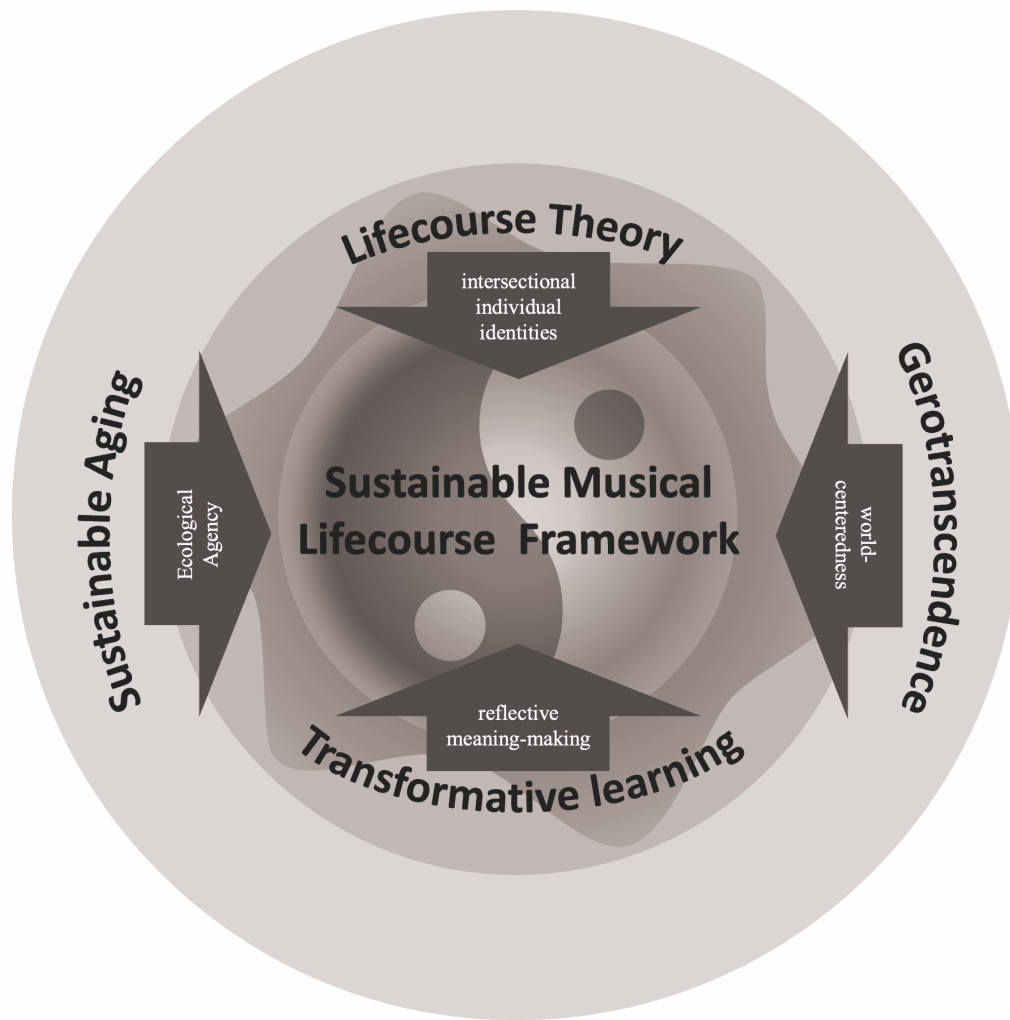 Lifecourse Theory
intersectional
individual
identities
Sustainable Aging
Ecological
Agency
Sustainable Musical
Lifecourse Framework
world-
centeredness
Gerotranscendence
reflective
meaning-making
Transformative learning